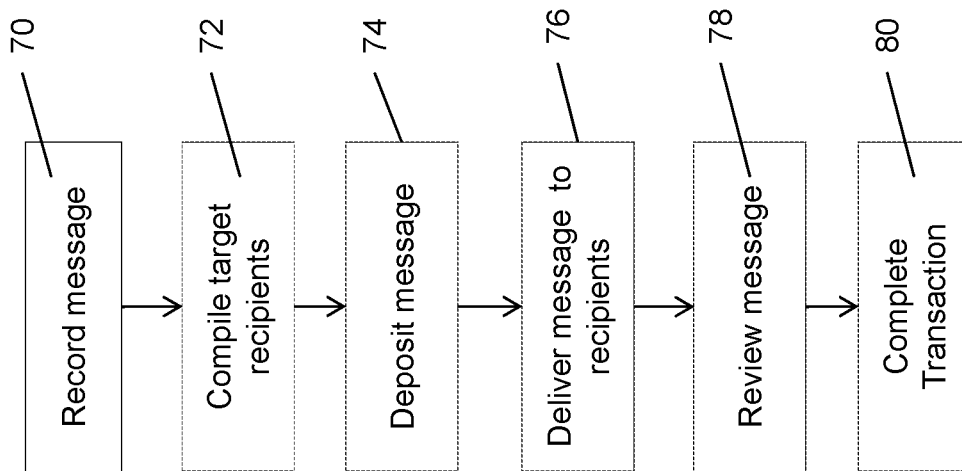 70
Record message
72
Compile target
recipients
74
Deposit message
76
Deliver message to
recipients
78
Review message
80
Complete
Transaction